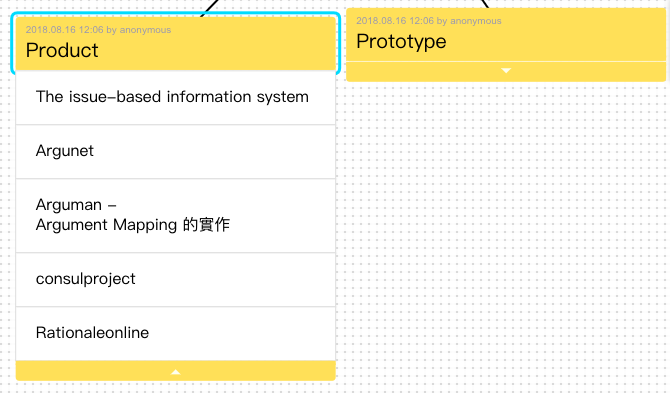 2018.08.16 12:06 by anonymous
Product
The issue-based information system
Argunet
Arguman -
Argument Mapping 的實作
consulproject
Rationaleonline
2018.08.16 12:06 by anonymous
Prototype